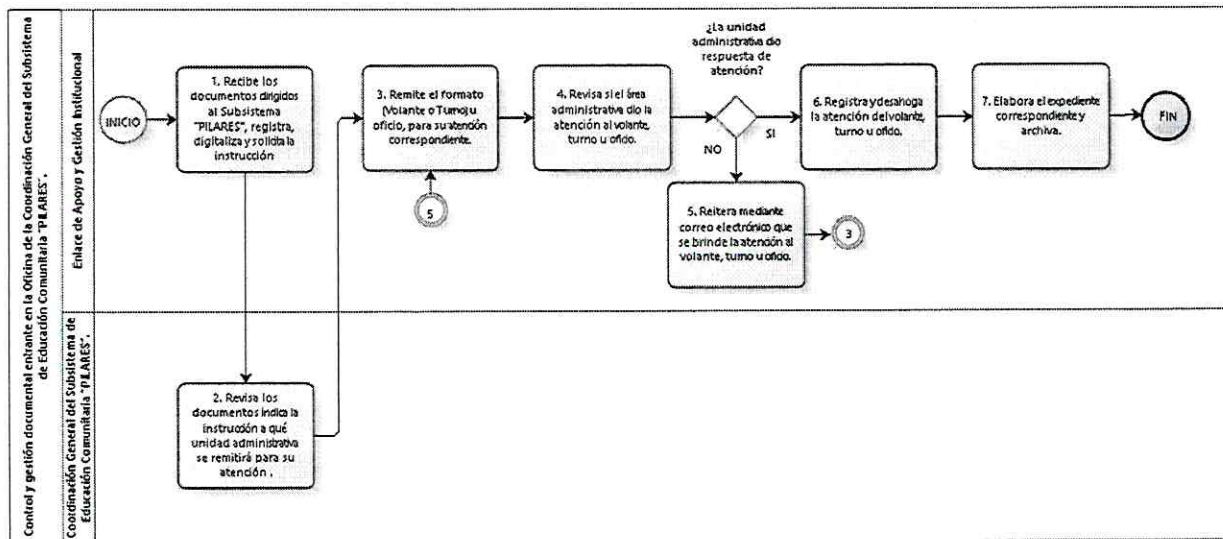 Control y gestión documental entrante en la Oficina de la Coordinación General del Subsistema
de Educación Comunitaria "PILARES".
Enlace de Apoyo y Gestión Institucional
INICIO
1. Recibe los
documentos dirigidos
al Subsistema
"PILARES", registra,
digitaliza y solicita la
instrucción
3. Remite el formato
(Volante o Turno) u
oficio, para su atención
correspondiente.
5
4. Revisa si el área
administrativa dio la
atención al volante,
turno u oficio.
¿La unidad
administrativa dio
respuesta de
atención?
SI
NO
5. Reitera mediante
correo electrónico que
se brinde la atención al
volante, turno u oficio.
3
6. Registra y desahoga
la atención del volante,
turno u oficio.
7. Elabora el expediente
correspondiente y
archiva.
FIN
Coordinación General del Subsistema de
Educación Comunitaria "PILARES".
2. Revisa los
documentos indica la
instrucción a qué
unidad administrativa
se remitirá para su
atención .